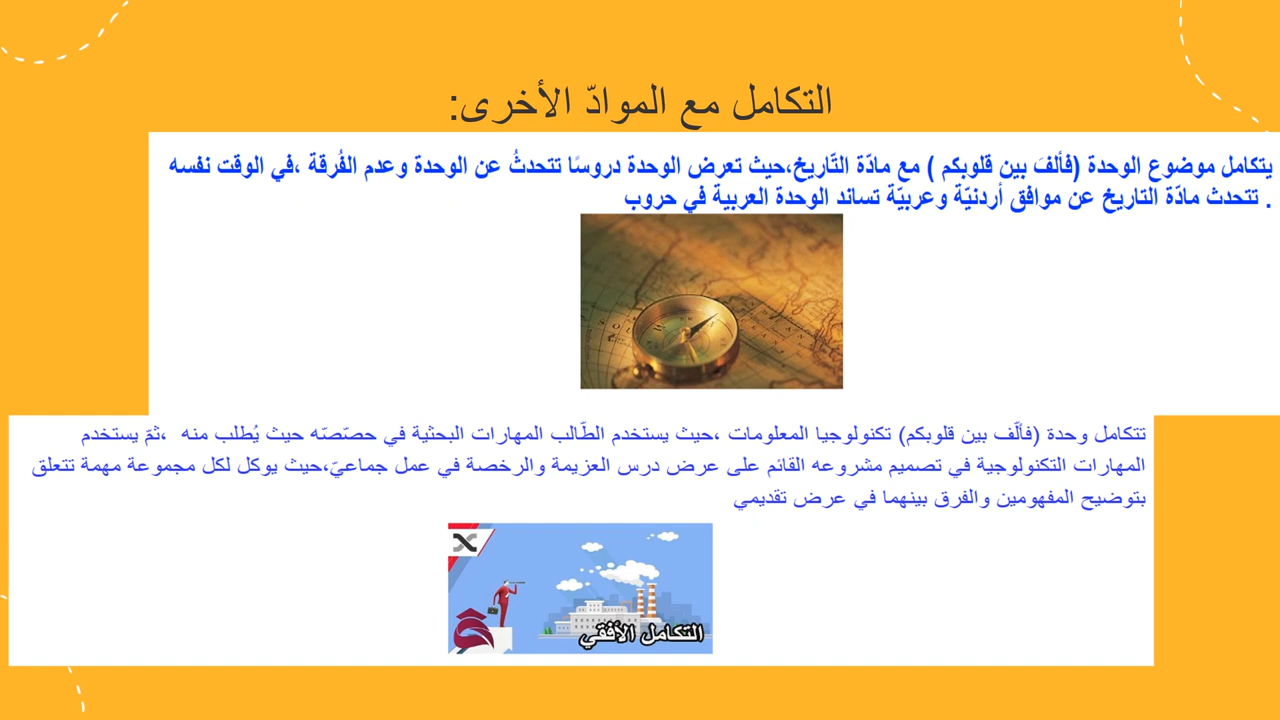 التكامل مع الموادّ الأخرى:
يتكامل موضوع الوحدة (فألفَ بين قلوبكم ) مع مادّة التّاريخ،حيث تعرض الوحدة دروسًا تتحدثُ عن الوحدة وعدم الفُرقة ،في الوقت نفسه
تتحدث مادّة التاريخ عن موافق أردنيّة وعربيّة تساند الوحدة العربية في حروب .
تتكامل وحدة (فألّف بين قلوبكم) تكنولوجيا المعلومات ،حيث يستخدم الطّالب المهارات البحثية في حصّصّه حيث يُطلب منه ،ثمّ يستخدم
المهارات التكنولوجية في تصميم مشروعه القائم على عرض درس العزيمة والرخصة في عمل جماعيّ،حيث يوكل لكل مجموعة مهمة تتعلق
بتوضيح المفهومين والفرق بينهما في عرض تقديمي
التكامل الأفقي